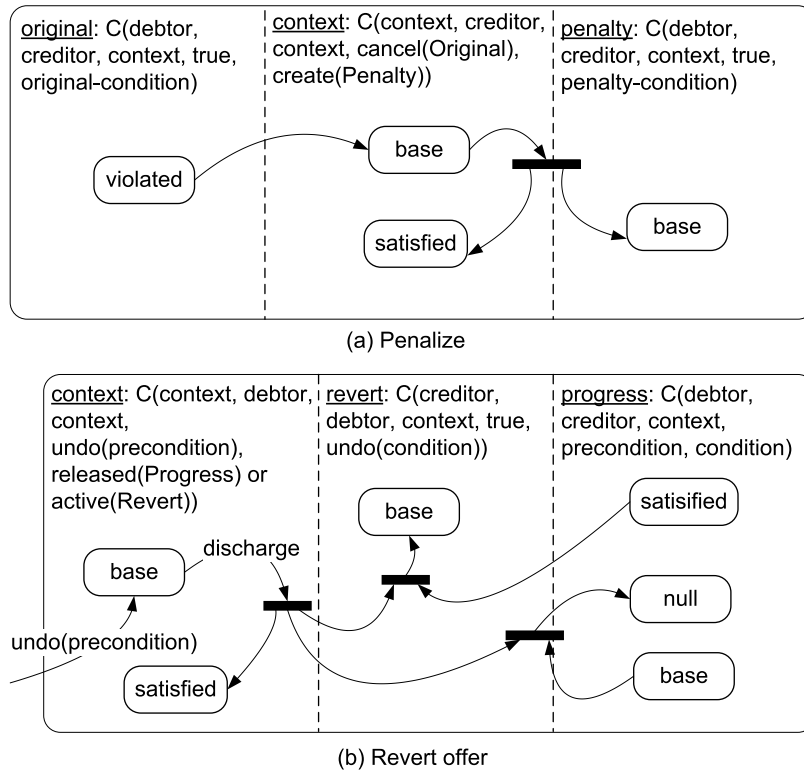 original: C(debtor,
creditor, context, true,
original-condition)
context: C(context, creditor,
context, cancel(Original),
create(Penalty))
penalty: C(debtor,
creditor, context, true,
penalty-condition)
violated
base
satisfied
base
(a) Penalize
context: C(context, debtor,
context,
undo(precondition),
released(Progress) or
active(Revert))
revert: C(creditor,
debtor, context, true,
undo(condition))
progress: C(debtor,
creditor, context,
precondition, condition)
base
discharge
undo(precondition)
satisfied
base
satisified
null
base
(b) Revert offer